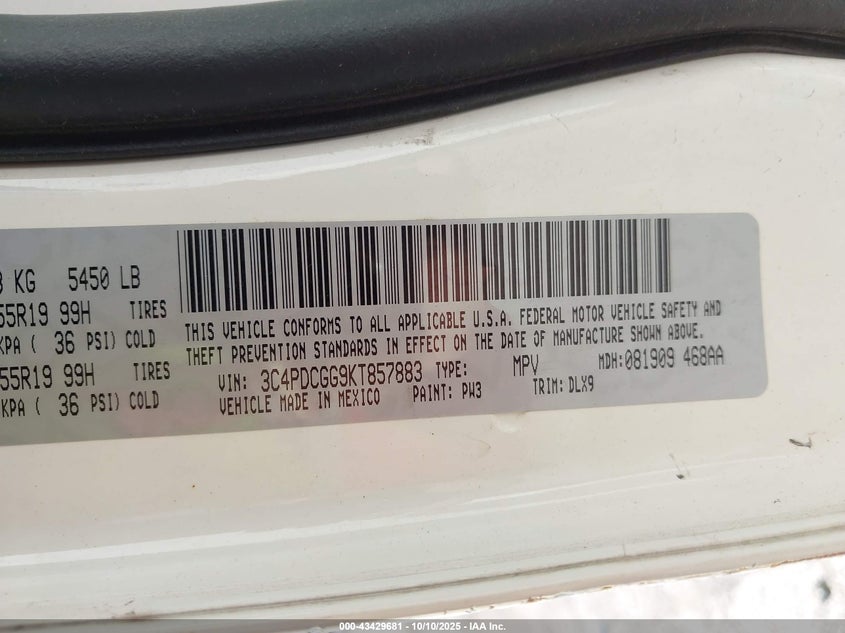 3 KG 5450 LB
55R19 99H TIRES
KPA ( 36 PSI) COLD
55R19 99H TIRES
KPA ( 36 PSI) COLD
THIS VEHICLE CONFORMS TO ALL APPLICABLE U.S.A. FEDERAL MOTOR VEHICLE SAFETY AND
THEFT PREVENTION STANDARDS IN EFFECT ON THE DATE OF MANUFACTURE SHOWN ABOVE.
VIN: 3C4PDCGG9KT857883 TYPE: MPV MDH:081909 468AA
VEHICLE MADE IN MEXICO PAINT: PW3 TRIM:DLX9
000-43429681 - 10/10/2025 - IAA Inc.